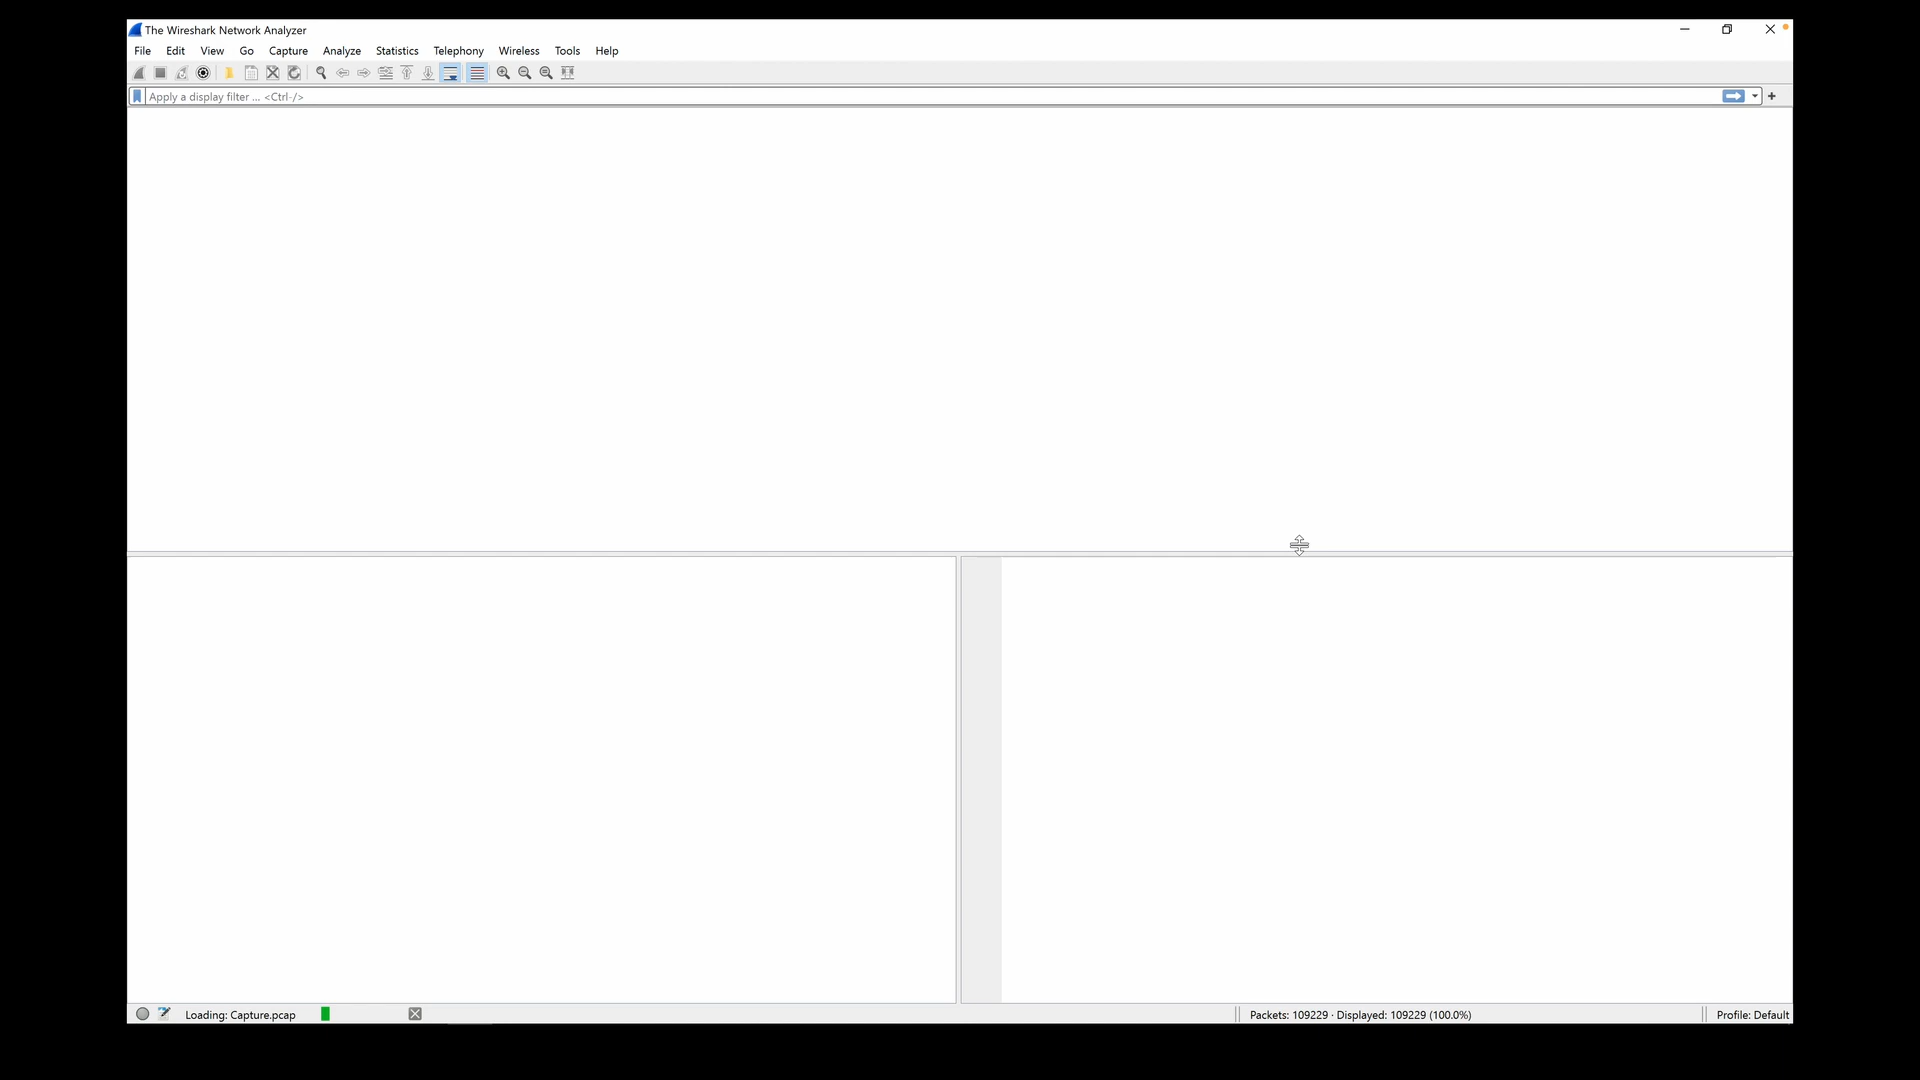 The Wireshark Network Analyzer
File Edit View Go Capture Analyze Statistics Telephony Wireless Tools Help
Apply a display filter ... <Ctrl-/>
Loading: Capture.pcap
Packets: 109229 · Displayed: 109229 (100.0%)
Profile: Default